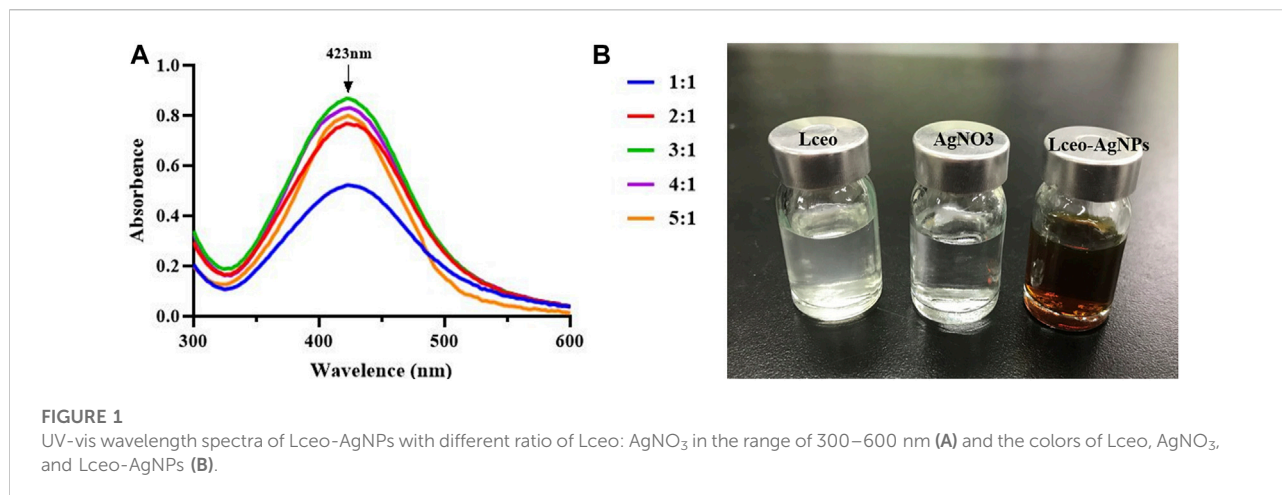 A
423nm
1.0
0.8
0.6
0.4
0.2
0.0
Absorbence
300
400
500
600
Wavelence (nm)
1:1
2:1
3:1
4:1
5:1
B
Lceo
AgNO3
Lceo-AgNPs
FIGURE 1
UV-vis wavelength spectra of Lceo-AgNPs with different ratio of Lceo: AgNO₃ in the range of 300–600 nm (A) and the colors of Lceo, AgNO₃,
and Lceo-AgNPs (B).